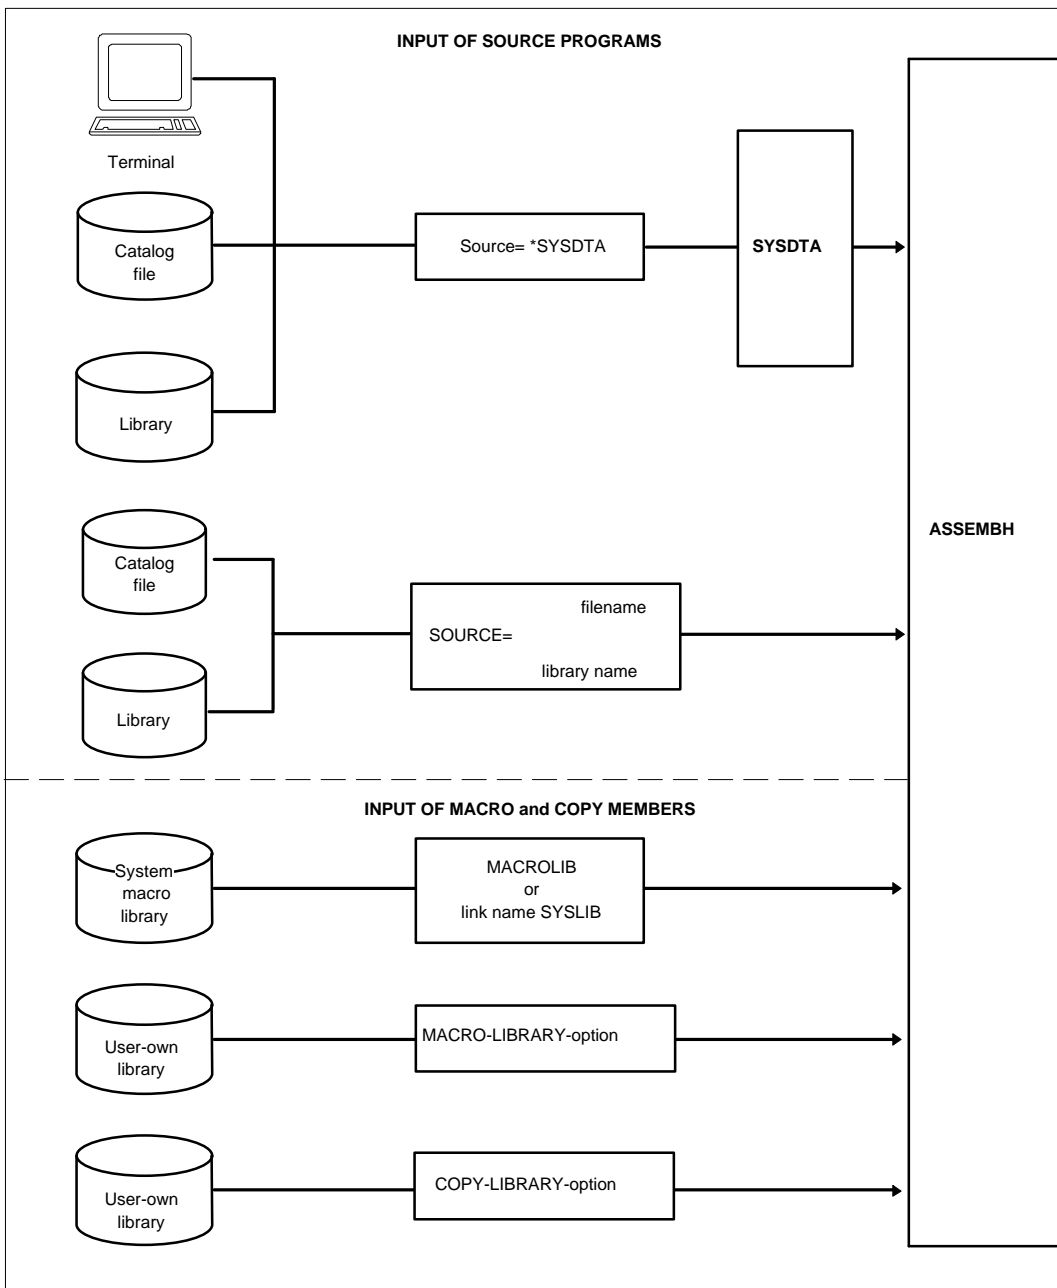 INPUT OF SOURCE PROGRAMS
Terminal
Catalog
file
Source= *SYSDTA
SYSDTA
Library
ASSEMBH
Catalog
file
filename
SOURCE=
library name
Library
INPUT OF MACRO and COPY MEMBERS
System
macro
library
MACROLIB
or
link name SYSLIB
User-own
library
MACRO-LIBRARY-option
User-own
library
COPY-LIBRARY-option